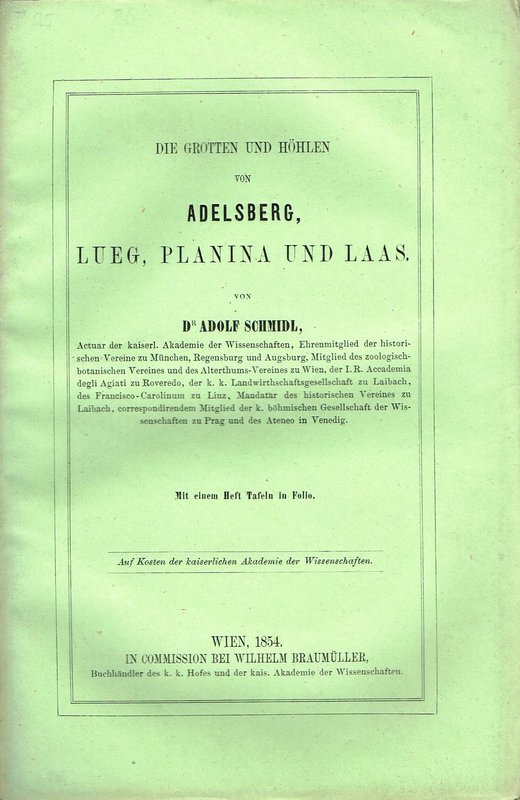 DIE GROTTEN UND HÖHLEN
VON
ADELSBERG,
LUEG, PLANINA UND LAAS.
VON
DR ADOLF SCHMIDL,
Actuar der kaiserl. Akademie der Wissenschaften, Ehrenmitglied der histori-
schen Vereine zu München, Regensburg und Augsburg, Mitglied des zoologisch-
botanischen Vereines und des Alterthums-Vereines zu Wien, der I. R. Accademia
degli Agiati zu Roveredo, der k. k. Landwirthschaftsgesellschaft zu Laibach,
des Francisco-Carolinum zu Linz, Mandatar des historischen Vereines zu
Laibach, correspondirendem Mitglied der k. böhmischen Gesellschaft der Wis-
senschaften zu Prag und des Ateneo in Venedig.
Mit einem Heft Tafeln in Folio.
Auf Kosten der kaiserlichen Akademie der Wissenschaften.
WIEN, 1854.
IN COMMISSION BEI WILHELM BRAUMÜLLER,
Buchhändler des k. k. Hofes und der kais. Akademie der Wissenschaften.